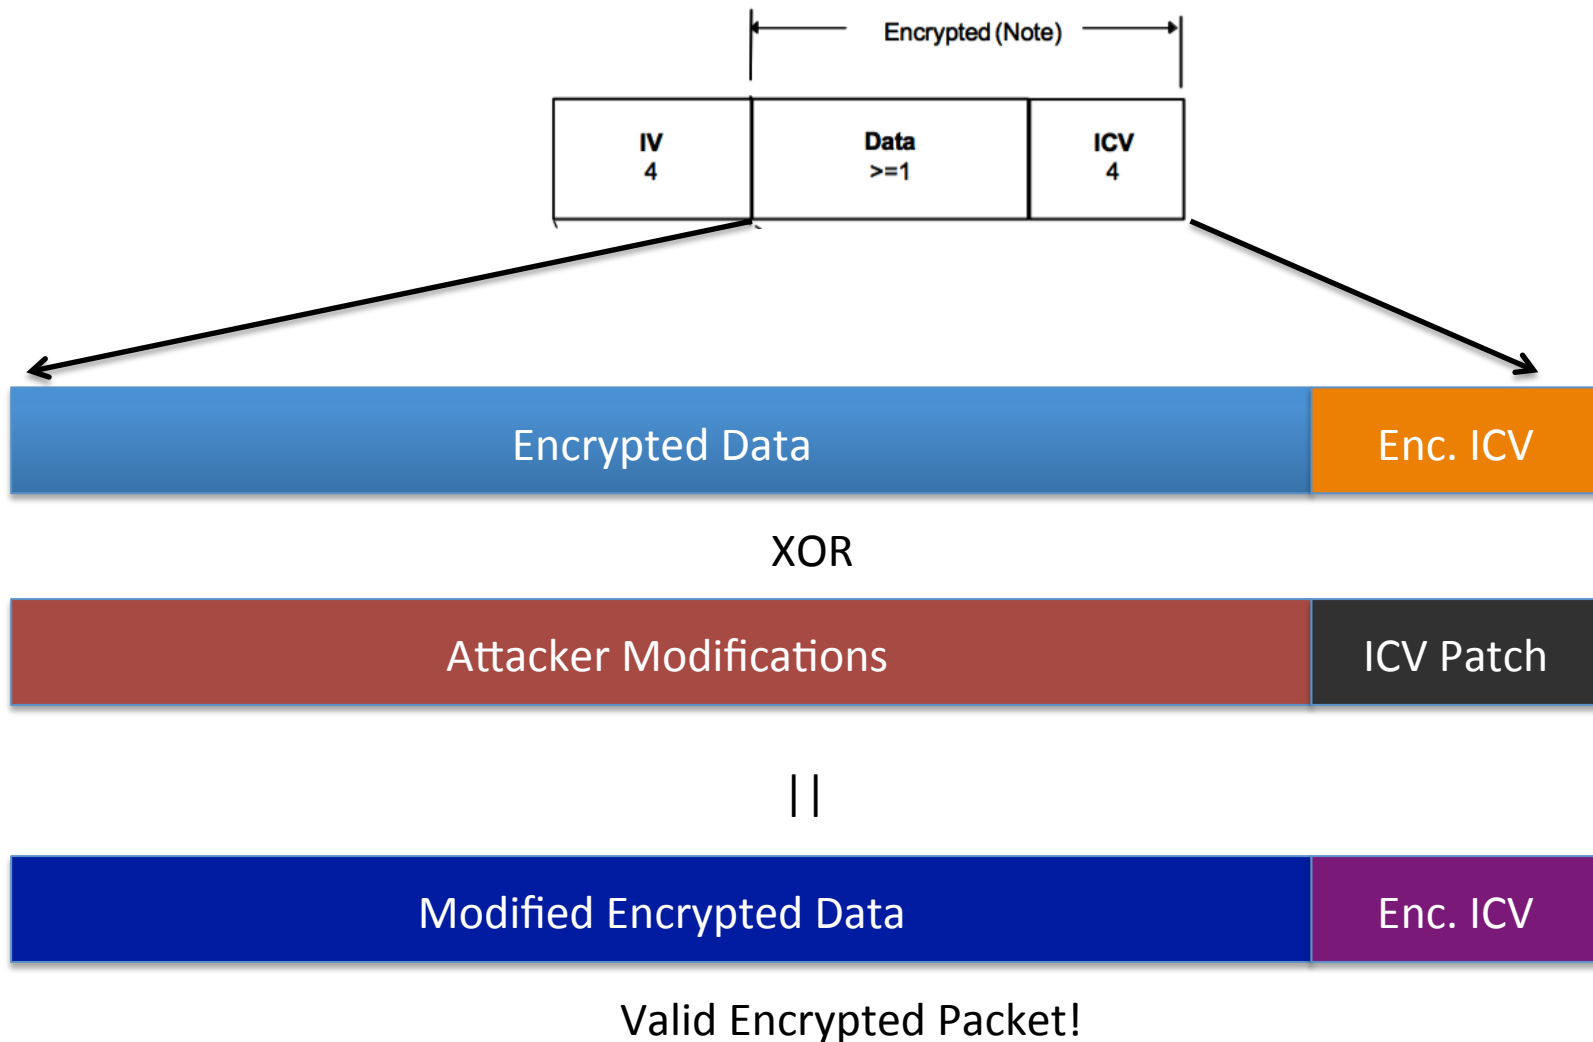 Encrypted (Note)
IV
4
Data
>=1
ICV
4
Encrypted Data
Enc. ICV
XOR
Attacker Modifications
ICV Patch
||
Modified Encrypted Data
Enc. ICV
Valid Encrypted Packet!